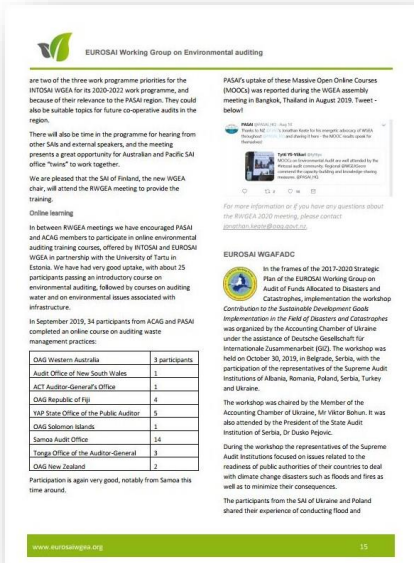 EUROSAI Working Group on Environmental auditing
are two of the three work programme priorities for the
INTOSAI WGEA for its 2020-2022 work programme, and
because of their relevance to the PASAI region. They could
also be suitable topics for future co-operative audits in the
region.
There will also be time in the programme for hearing from
other SAIs and external speakers, and the meeting
presents a great opportunity for Australian and Pacific SAI
office "twins" to work together.
We are pleased that the SAI of Finland, the new WGEA
chair, will attend the RWGEA meeting to provide the
training.
Online learning
In between RWGEA meetings we have encouraged PASAI
and ACAG members to participate in online environmental
auditing training courses, offered by INTOSAI and EUROSAI
WGEA in partnership with the University of Tartu in
Estonia. We have had very good uptake, with about 25
participants passing an introductory course on
environmental auditing, followed by courses on auditing
water and on environmental issues associated with
infrastructure.
In September 2019, 34 participants from ACAG and PASAI
completed an online course on auditing waste
management practices:
OAG Western Australia 3 participants
Audit Office of New South Wales 1
ACT Auditor-General's Office 1
OAG Republic of Fiji 4
YAP State Office of the Public Auditor 5
OAG Solomon Islands 1
Samoa Audit Office 14
Tonga Office of the Auditor-General 3
OAG New Zealand 2
Participation is again very good, notably from Samoa this
time around.
PASAI's uptake of these Massive Open Online Courses
(MOOCs) was reported during the WGEA assembly
meeting in Bangkok, Thailand in August 2019. Tweet -
below!
PASAI
For more information or if you have any questions about
the RWGEA 2020 meeting, please contact
jonathan.keate@oag.govt.nz.
EUROSAI WGAFADC
In the frames of the 2017-2020 Strategic
Plan of the EUROSAI Working Group on
Audit of Funds Allocated to Disasters and
Catastrophes, implementation the workshop
Contribution to the Sustainable Development Goals
Implementation in the Field of Disasters and Catastrophes
was organized by the Accounting Chamber of Ukraine
under the assistance of Deutsche Gesellschaft für
Internationale Zusammenarbeit (GIZ). The workshop was
held on October 30, 2019, in Belgrade, Serbia, with the
participation of the representatives of the Supreme Audit
Institutions of Albania, Romania, Poland, Serbia, Turkey
and Ukraine.
The workshop was chaired by the Member of the
Accounting Chamber of Ukraine, Mr Viktor Bohun. It was
also attended by the President of the State Audit
Institution of Serbia, Dr Dusko Pejovic.
During the workshop the representatives of the Supreme
Audit Institutions focused on issues related to the
readiness of public authorities of their countries to deal
with climate change disasters such as floods and fires as
well as to minimize their consequences.
The participants from the SAI of Ukraine and Poland
shared their experience of conducting flood and
www.eurosaiwgea.org 15